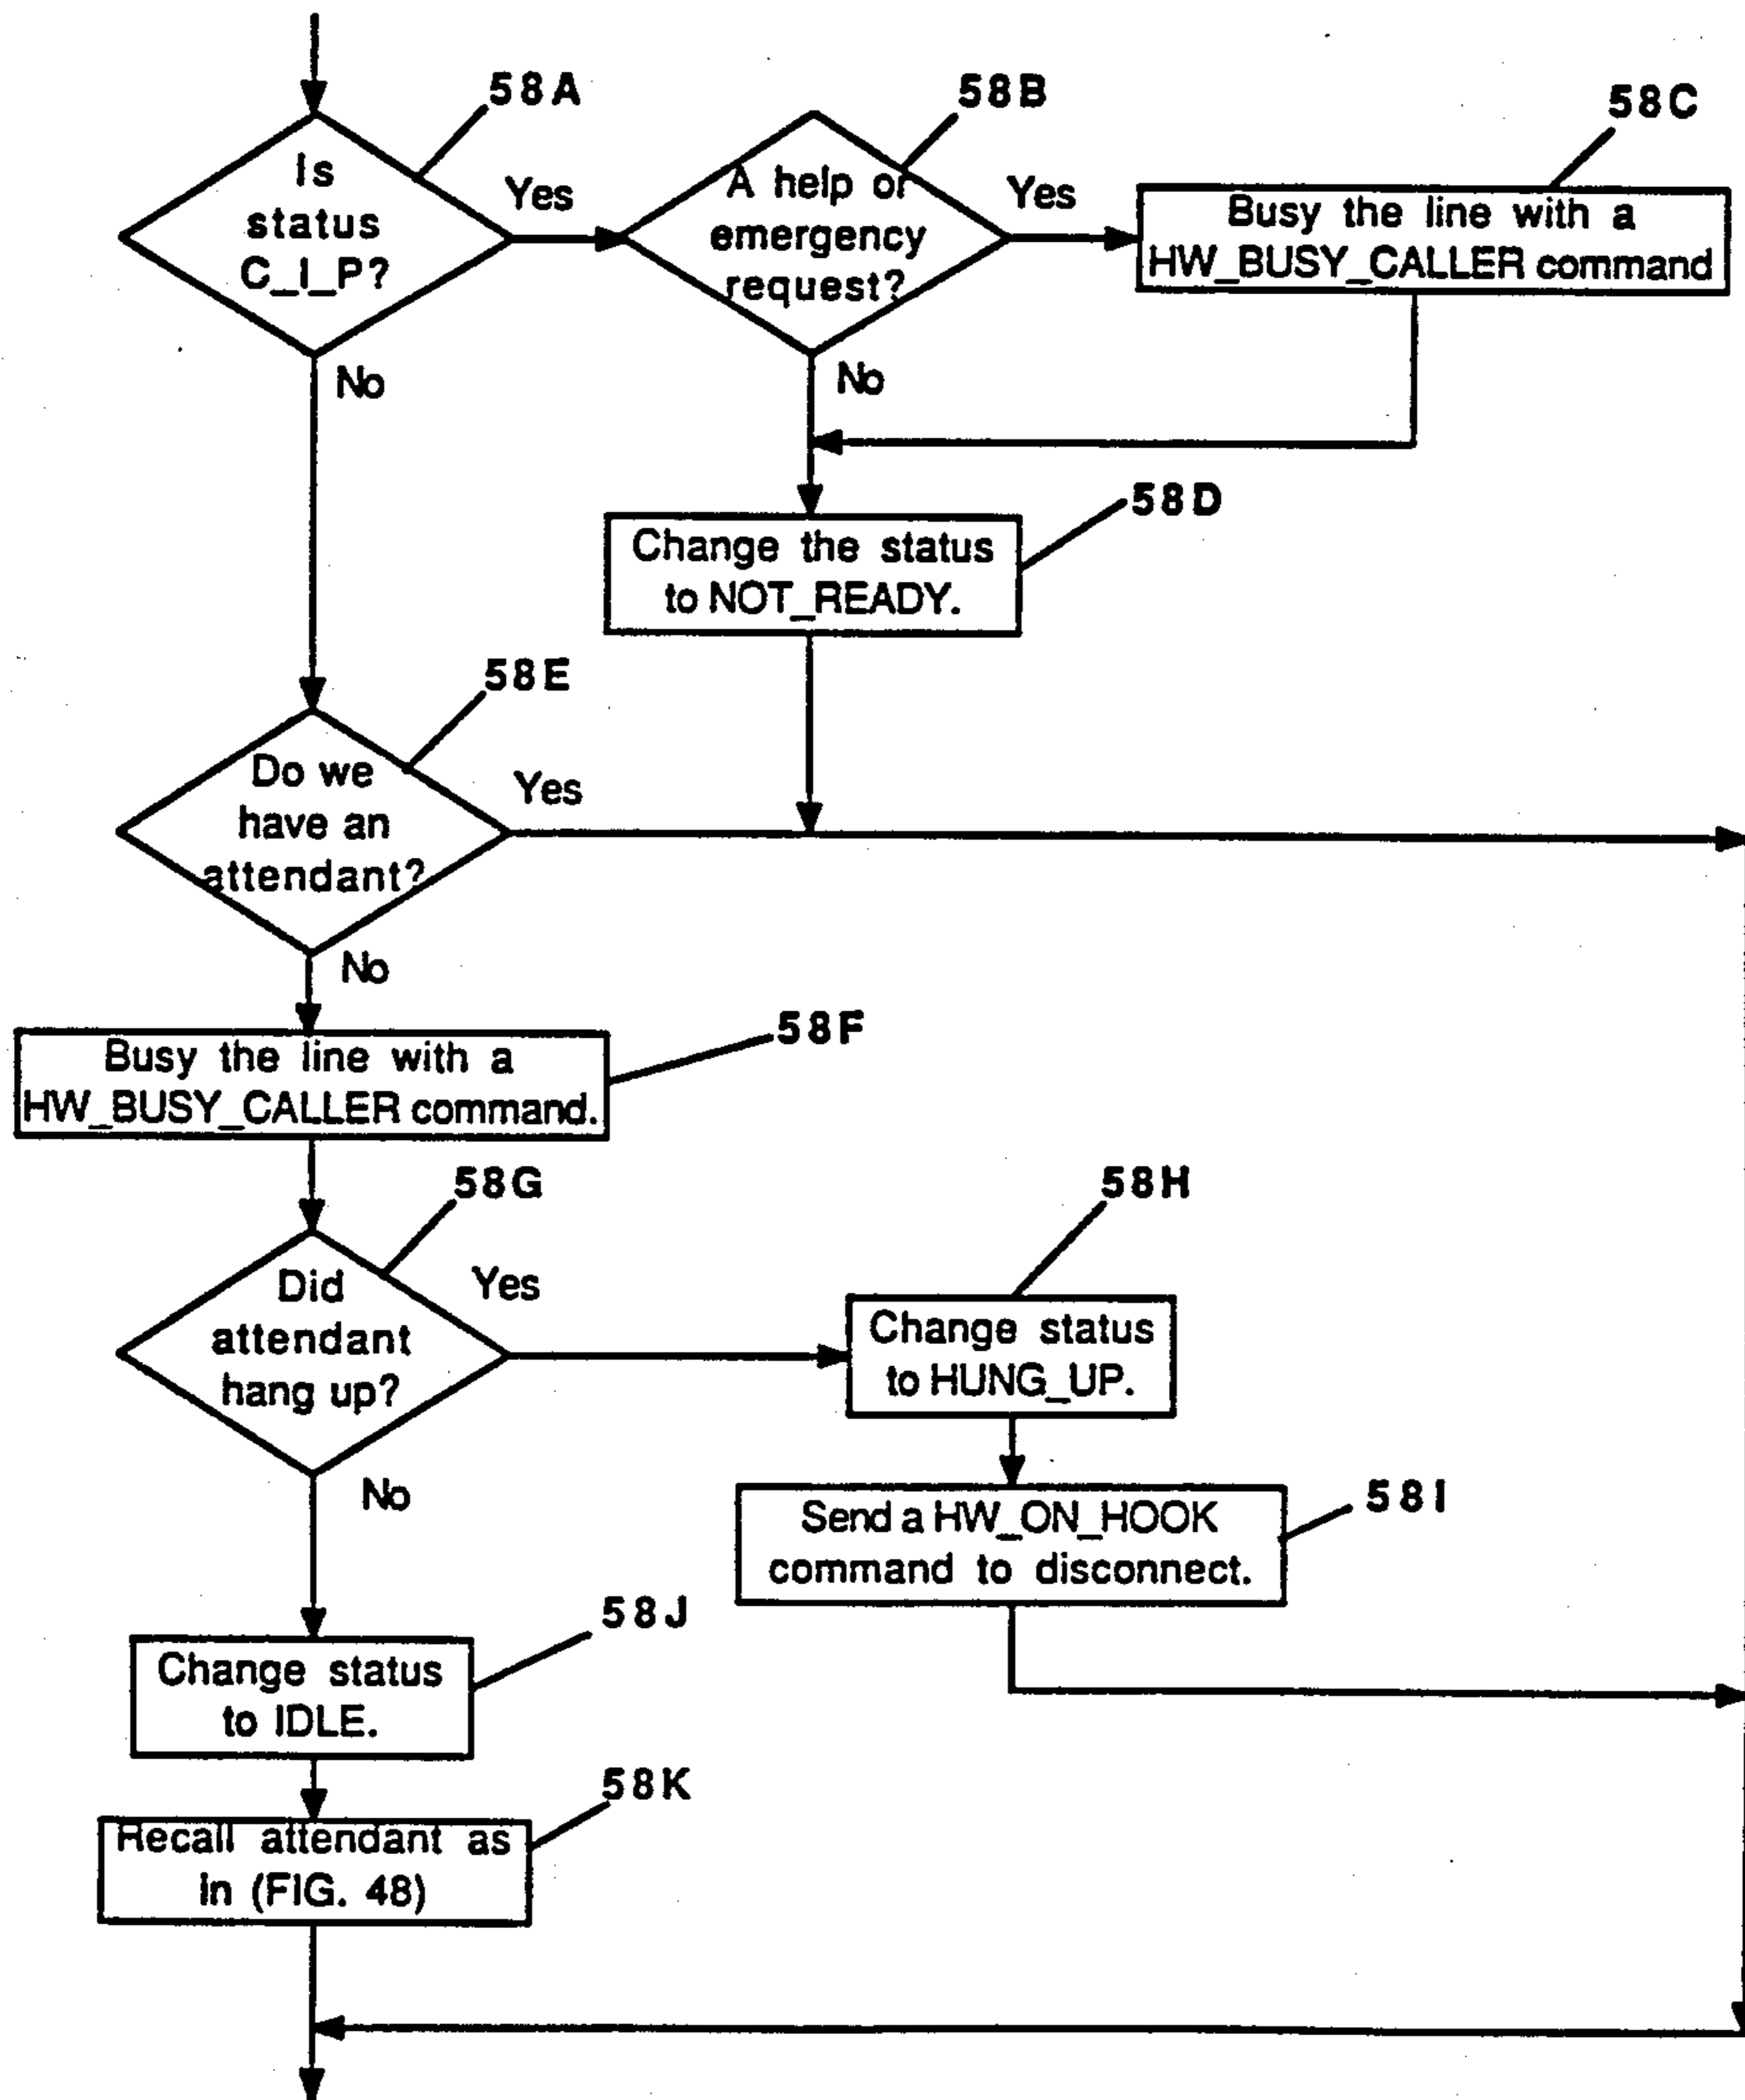 58A
Is
status
C_I_P?
Yes
No
58B
A help or
emergency
request?
Yes
No
58C
Busy the line with a
HW_BUSY_CALLER command
58D
Change the status
to NOT_READY.
58E
Do we
have an
attendant?
Yes
No
58F
Busy the line with a
HW_BUSY_CALLER command.
58G
Did
attendant
hang up?
Yes
No
58H
Change status
to HUNG_UP.
58I
Send a HW_ON_HOOK
command to disconnect.
58J
Change status
to IDLE.
58K
Recall attendant as
in (FIG. 48)